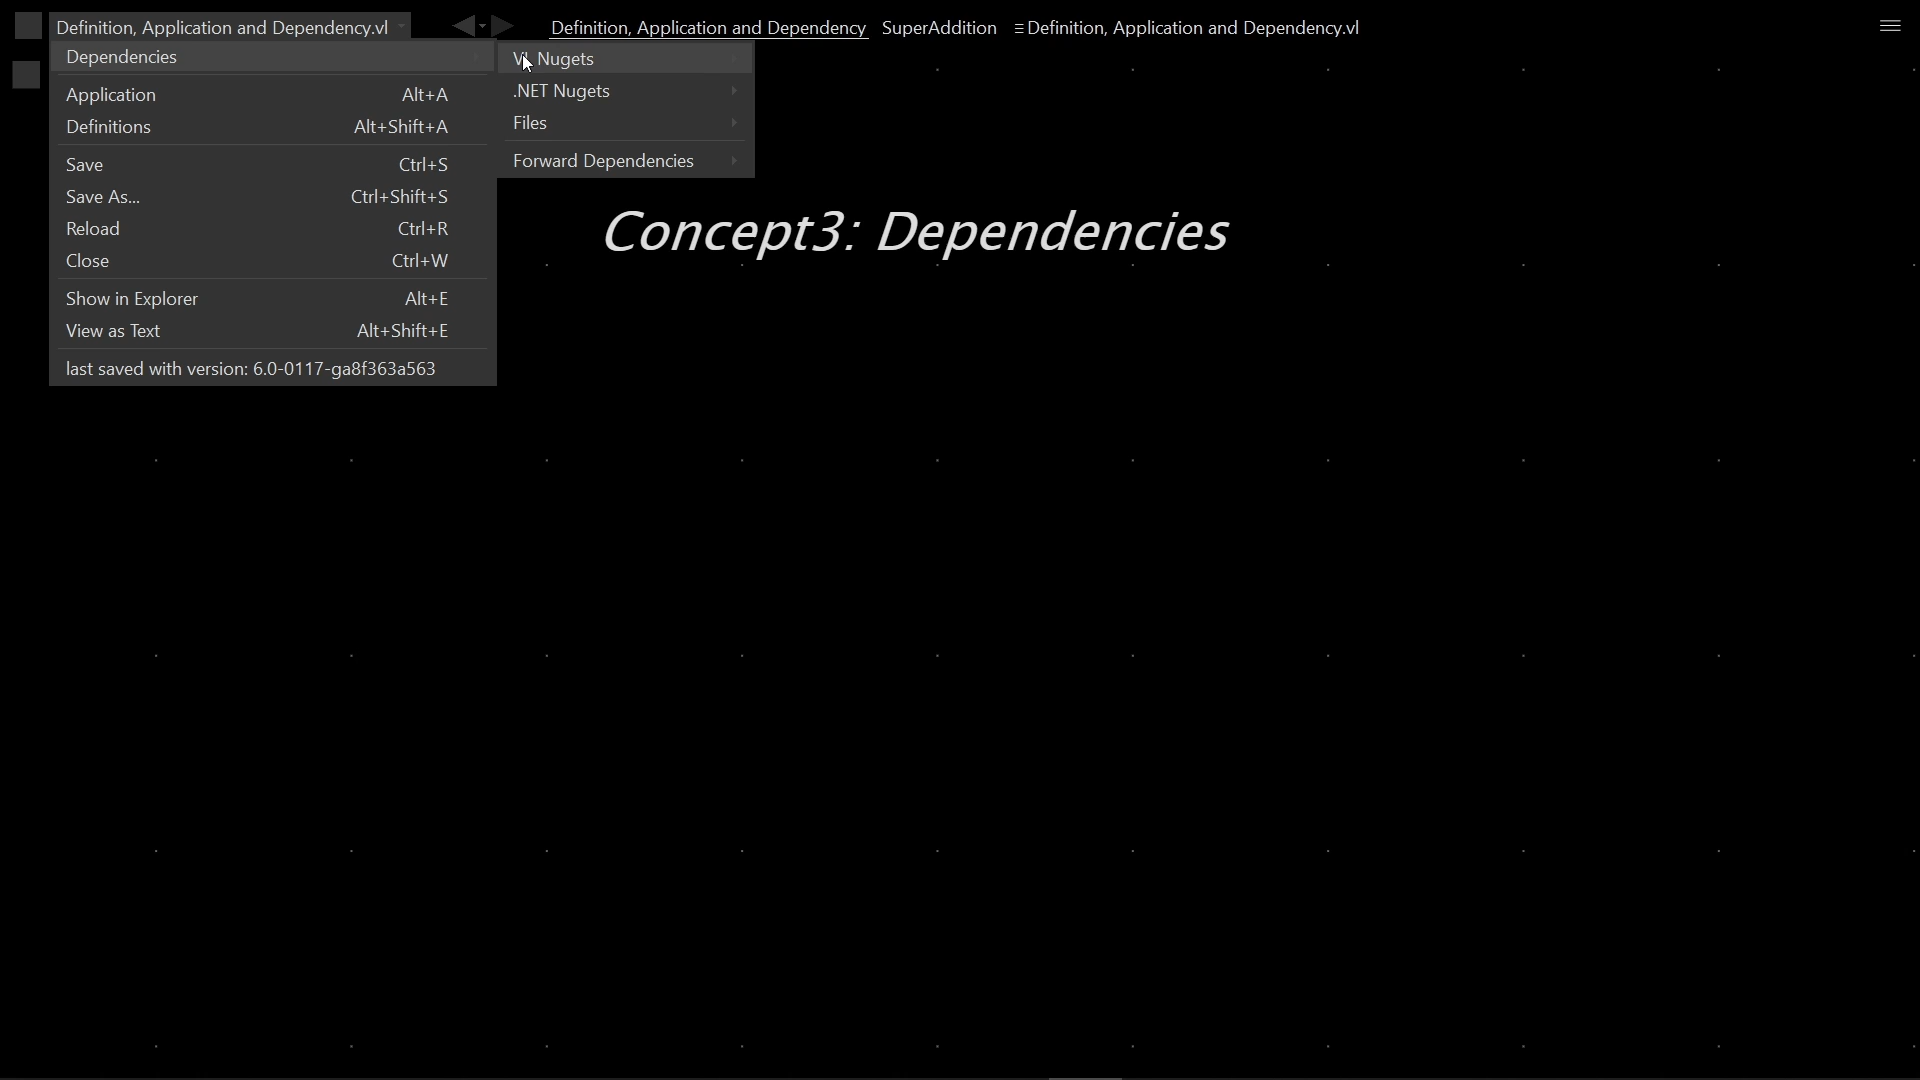 Definition, Application and Dependency.vl
Definition, Application and Dependency SuperAddition Definition, Application and Dependency.vl
Dependencies
Application Alt+A
Definitions Alt+Shift+A
Save Ctrl+S
Save As... Ctrl+Shift+S
Reload Ctrl+R
Close Ctrl+W
Show in Explorer Alt+E
View as Text Alt+Shift+E
last saved with version: 6.0-0117-ga8f363a563
VL Nugets
.NET Nugets
Files
Forward Dependencies
Concept3: Dependencies